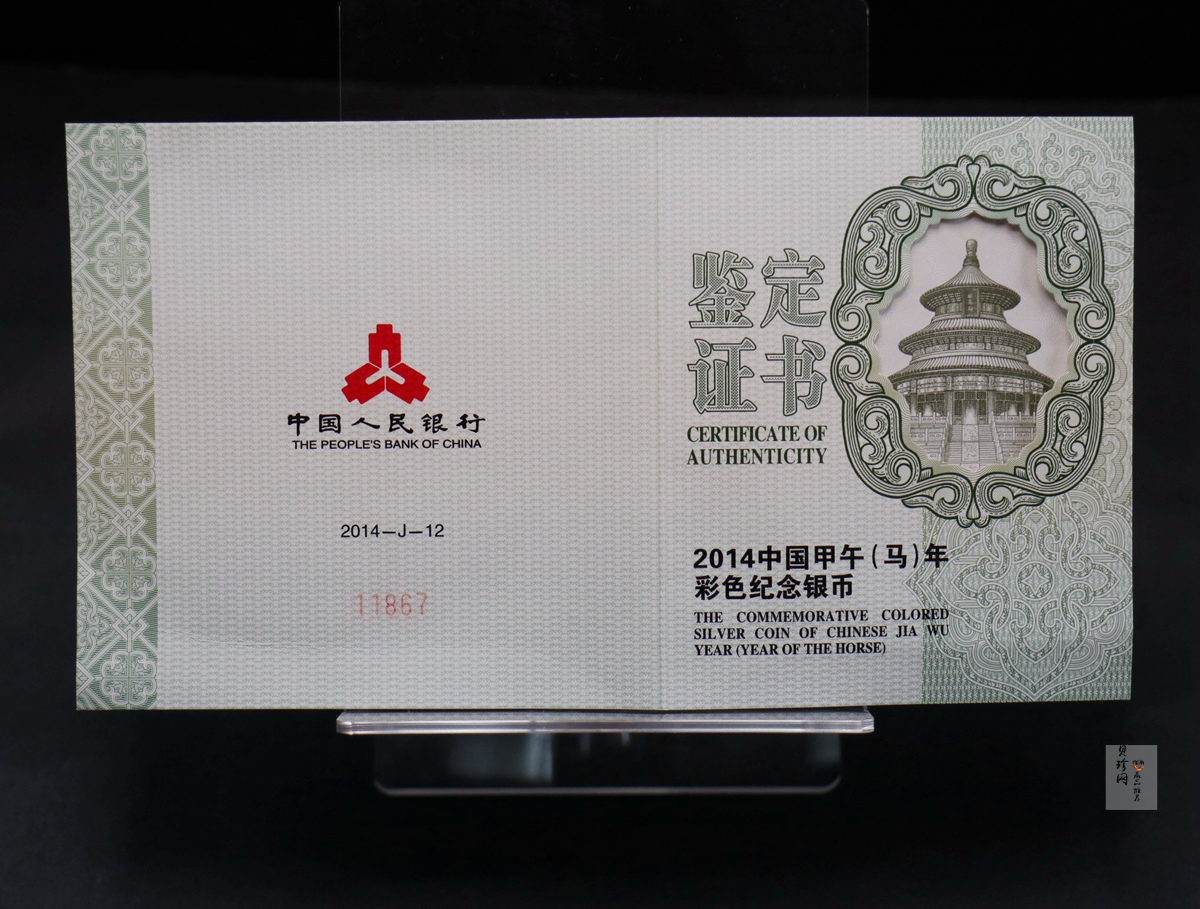 中国人民银行
THE PEOPLE'S BANK OF CHINA
2014—J—12
11867
鉴定
证书
CERTIFICATE OF
AUTHENTICITY
2014中国甲午(马)年
彩色纪念银币
THE COMMEMORATIVE COLORED
SILVER COIN OF CHINESE JIA WU
YEAR (YEAR OF THE HORSE)